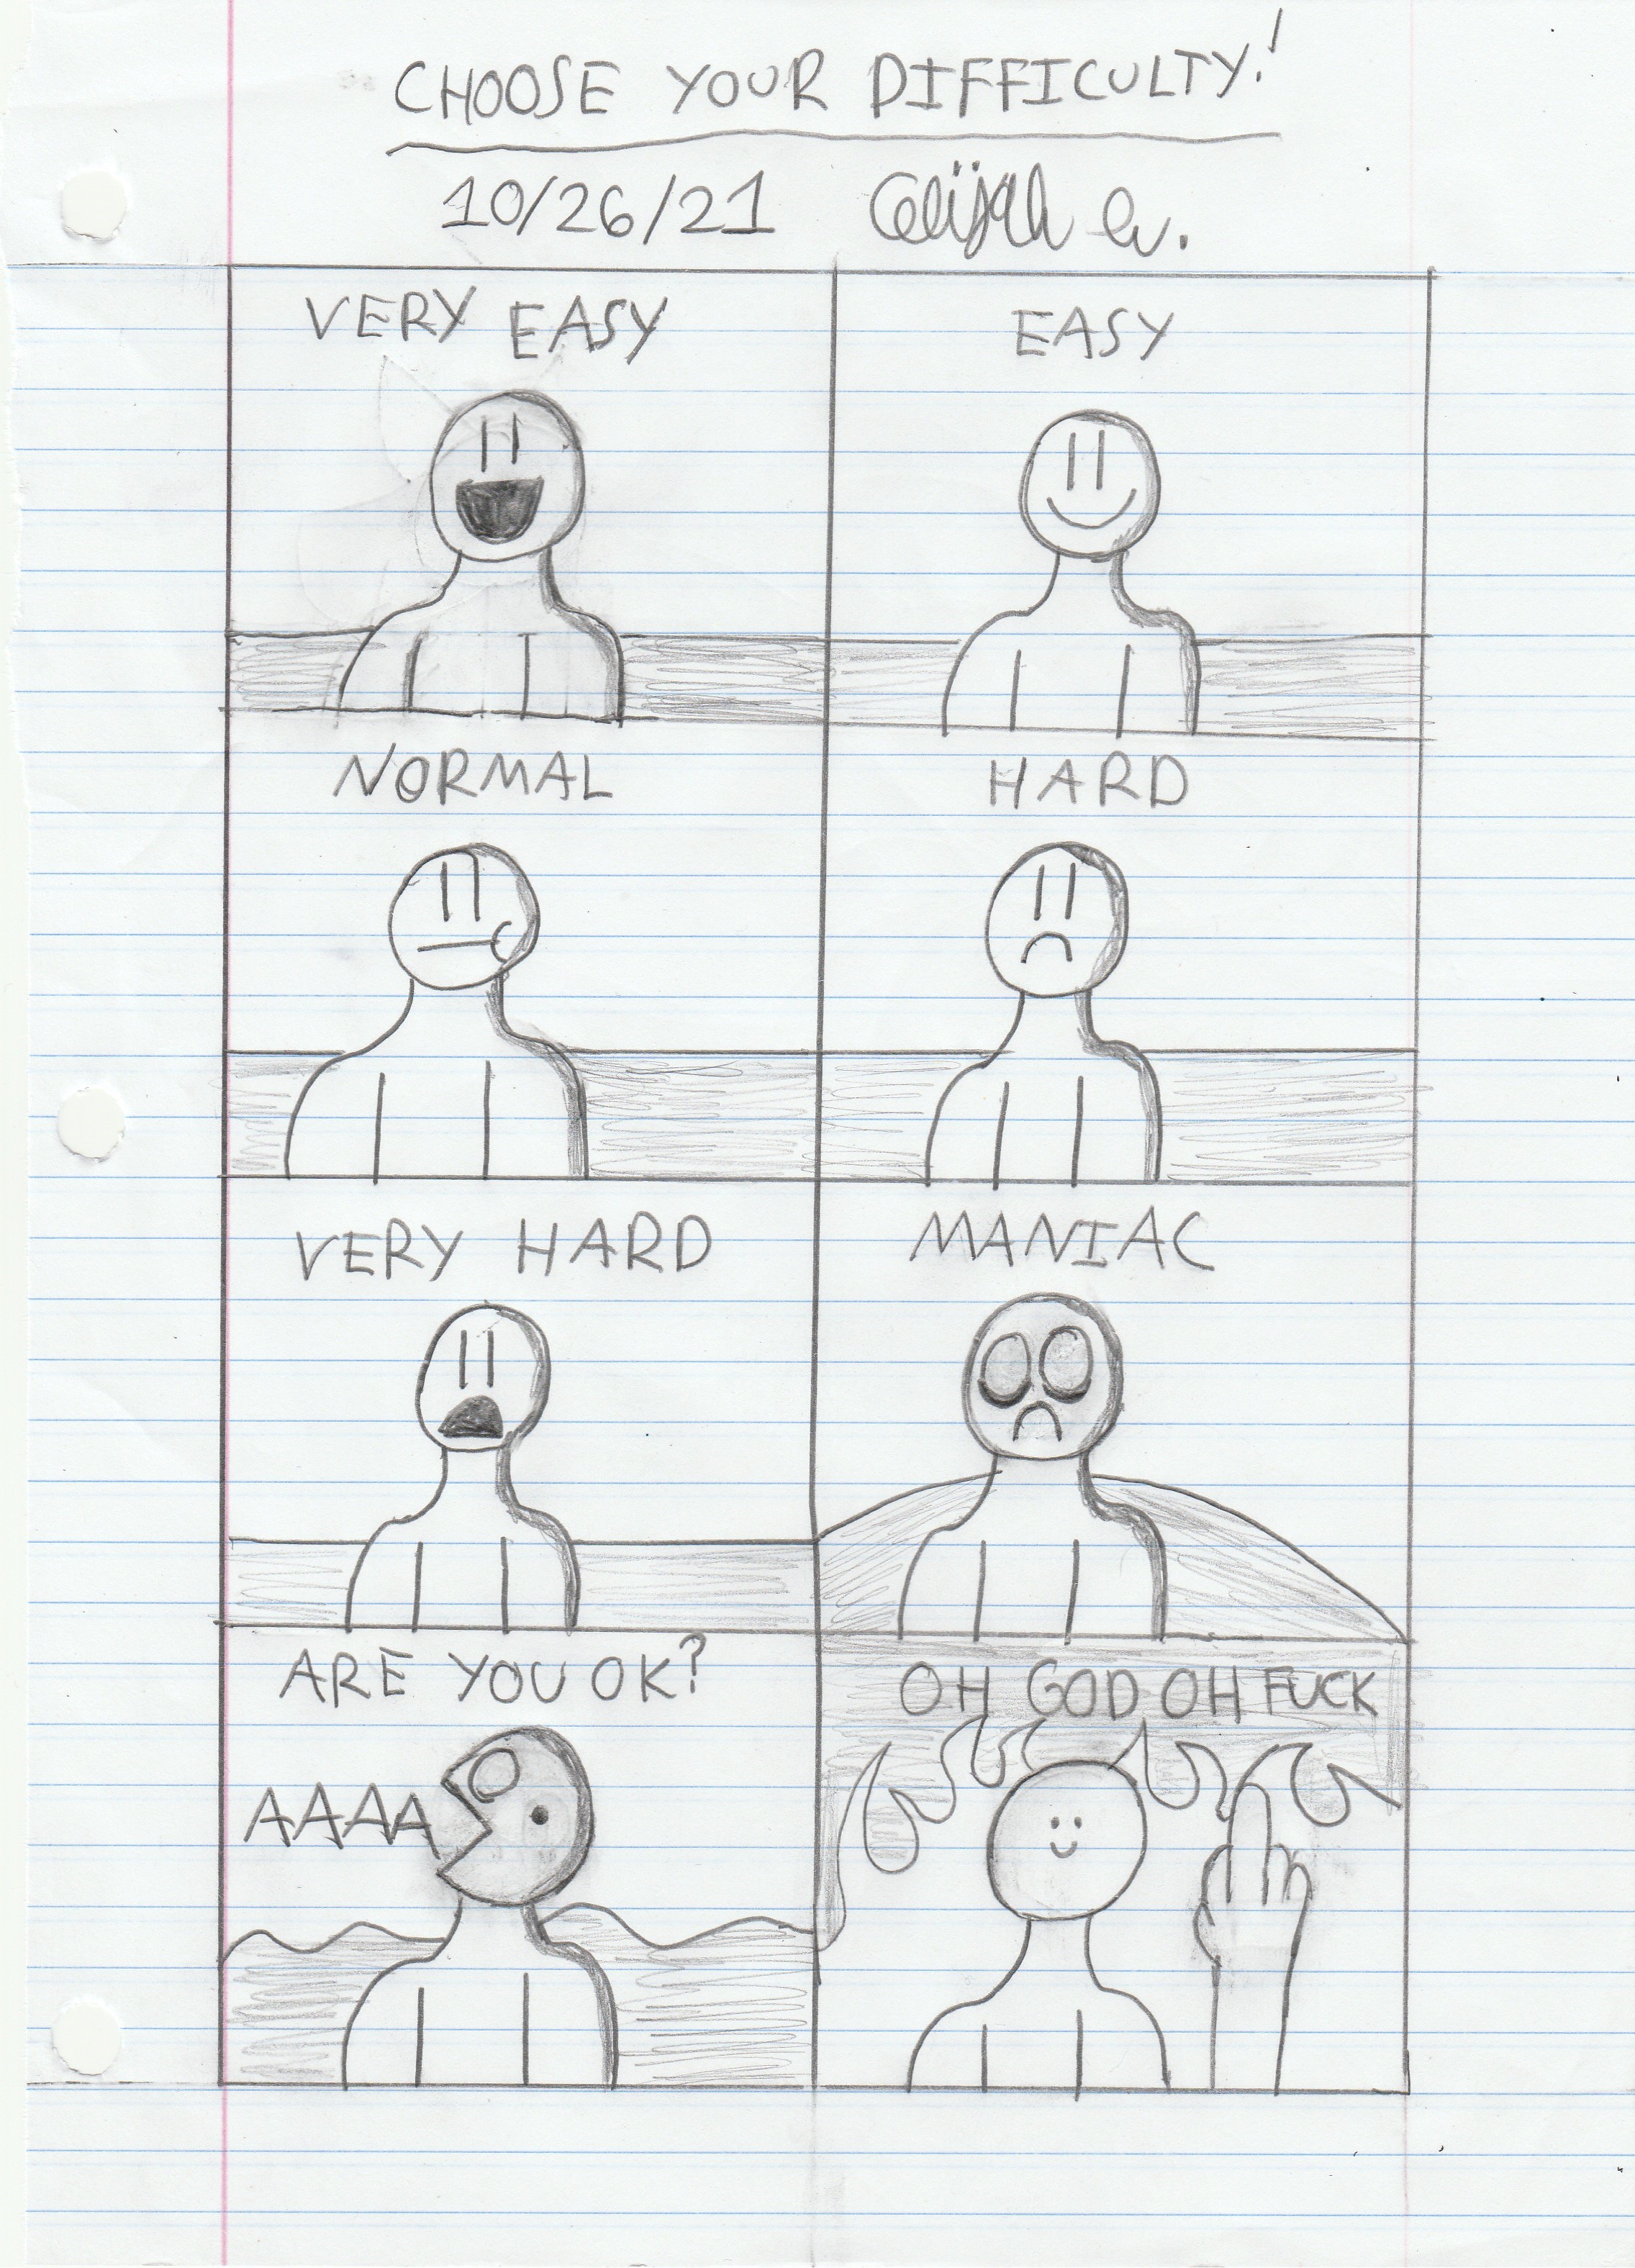 CHOOSE YOUR DIFFICULTY!
10/26/21 Elijah
VERY EASY
EASY
NORMAL
HARD
VERY HARD
MANIAC
ARE YOU OK?
OH GOD OH FUCK
AAAA